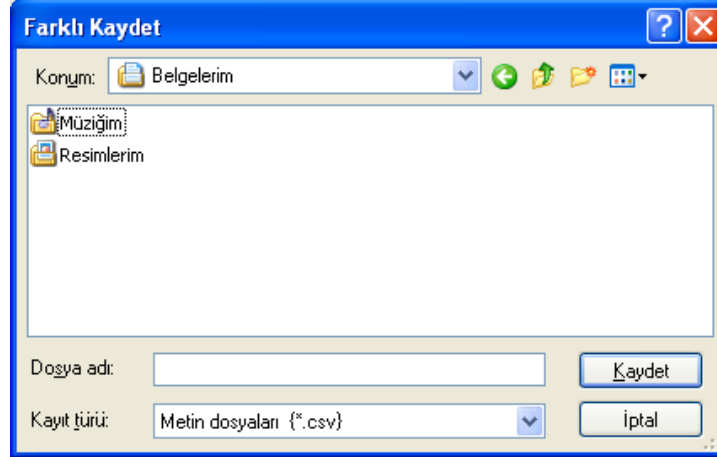 Farklı Kaydet
Konum: Belgelerim
Müziğim
Resimlerim
Dosya adı: Kaydet
Kayıt türü: Metin dosyaları {*.csv} İptal